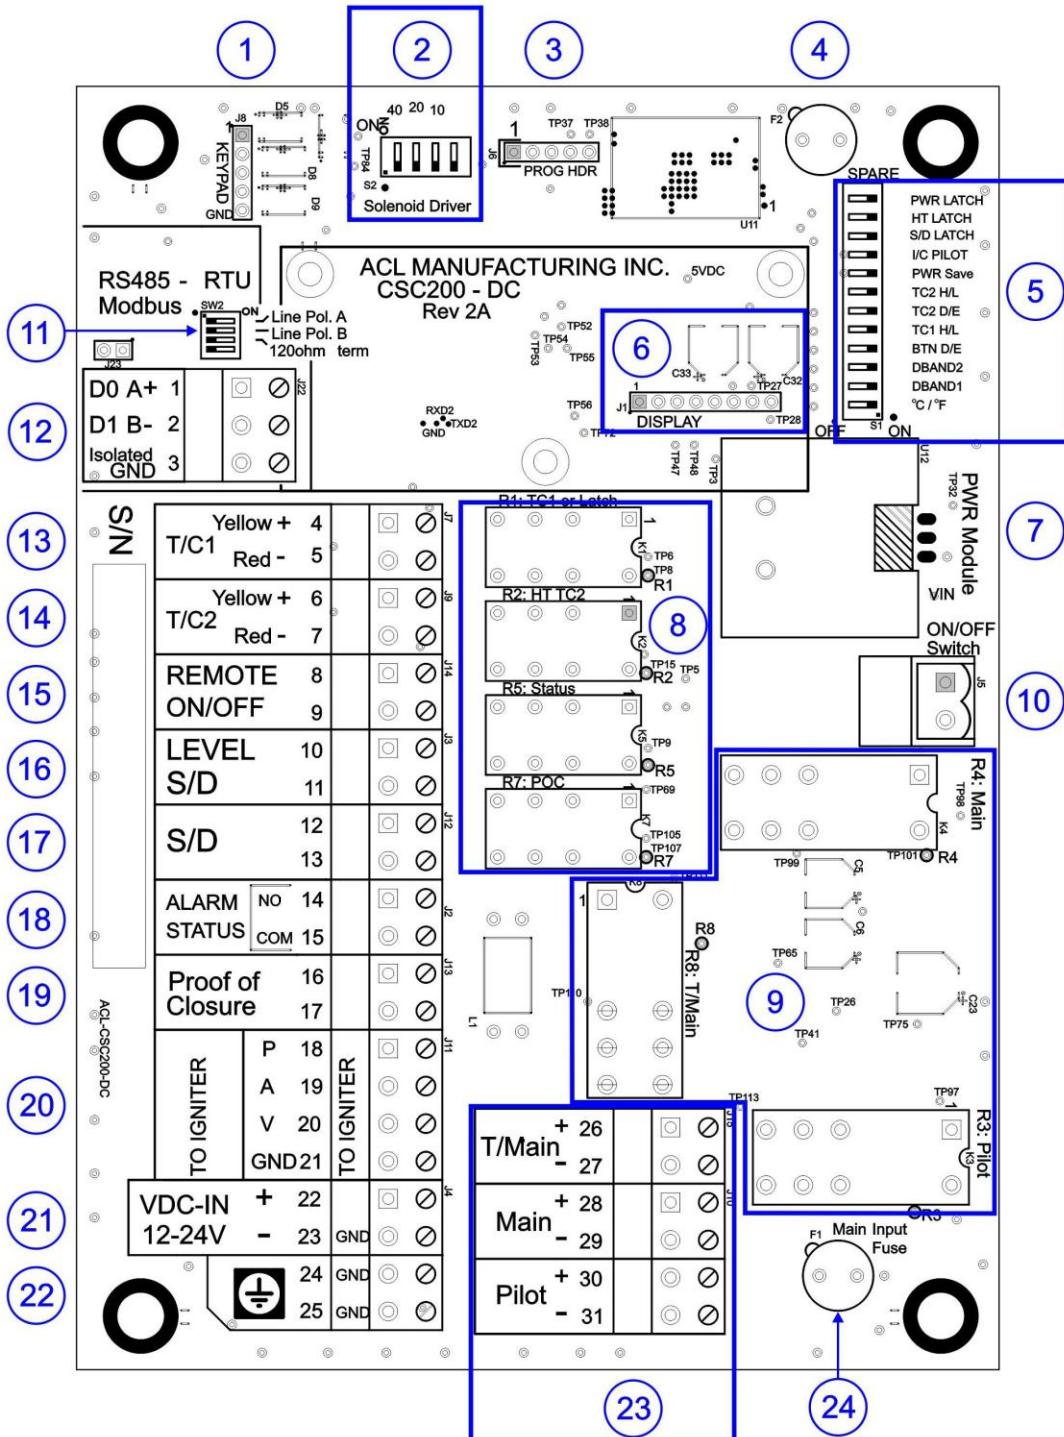 1
2
3
4
40 20 10
ON
NO
TP84
S2
Solenoid Driver
D5
J8
1
KEYPAD
GND
D8
D9
1
TP37 TP38
J6
PROG HDR
U11
1
F2
SPARE
PWR LATCH
HT LATCH
S/D LATCH
I/C PILOT
PWR Save
TC2 H/L
TC2 D/E
TC1 H/L
BTN D/E
DBAND2
DBAND1
°C / °F
S1
OFF
ON
5
RS485 - RTU
Modbus
SW2
ON
Line Pol. A
Line Pol. B
120ohm term
11
J23
ACL MANUFACTURING INC.
CSC200 - DC
Rev 2A
5VDC
TP52
TP53
TP54
TP55
TP56
RXD2
TXD2
GND
6
C33
C32
1
TP27
J1
DISPLAY
TP28
TP47
TP48
TP3
12
D0 A+ 1
D1 B- 2
Isolated
GND 3
J22
U12
TP32
PWR Module
VIN
7
S/N
13
T/C1
Yellow + 4
Red - 5
J7
14
T/C2
Yellow + 6
Red - 7
J9
15
REMOTE 8
ON/OFF 9
J14
16
LEVEL 10
S/D 11
J3
17
S/D
12
13
J12
18
ALARM NO 14
STATUS COM 15
J2
19
Proof of 16
Closure 17
J13
20
TO IGNITER
P 18
A 19
V 20
GND 21
TO IGNITER
J11
21
VDC-IN + 22
12-24V - 23 GND
J4
22
24 GND
25 GND
ACL-CSC200-DC
R1: TC1 or Latch
1
K1
TP6
TP8
R1
R2: HT TC2
1
K2
TP15
R2
TP5
8
R5: Status
1
K5
TP9
R5
TP69
R7: POC
1
K7
TP105
TP107
R7
ON/OFF
Switch
J5
10
R4: Main
TP98
K4
TP99
TP101
R4
C5
C6
TP65
C23
TP26
TP75
TP41
9
1
R8
R8: T/Main
TP110
L1
TP113
TP97
1
R3: Pilot
K3
R3
T/Main + 26
- 27
Main + 28
- 29
Pilot + 30
- 31
F1
Main Input
Fuse
23
24